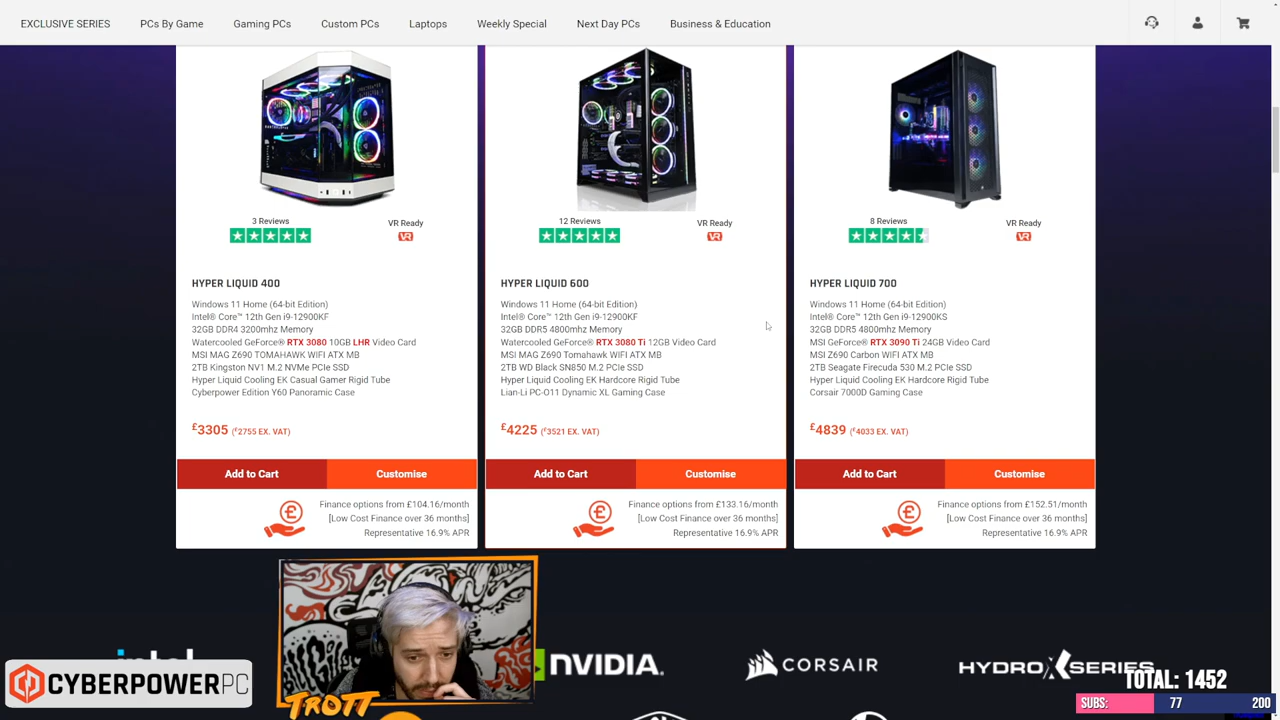 EXCLUSIVE SERIES PCs By Game Gaming PCs Custom PCs Laptops Weekly Special Next Day PCs Business & Education
3 Reviews VR Ready
VR
HYPER LIQUID 400
Windows 11 Home (64-bit Edition)
Intel® Core™ 12th Gen i9-12900KF
32GB DDR4 3200mhz Memory
Watercooled GeForce® RTX 3080 10GB LHR Video Card
MSI MAG Z690 TOMAHAWK WIFI ATX MB
2TB Kingston NV1 M.2 NVMe PCIe SSD
Hyper Liquid Cooling EK Casual Gamer Rigid Tube
Cyberpower Edition Y60 Panoramic Case
£3305 (£2755 EX. VAT)
Add to Cart Customise
£ Finance options from £104.16/month
[Low Cost Finance over 36 months]
Representative 16.9% APR
12 Reviews VR Ready
VR
HYPER LIQUID 600
Windows 11 Home (64-bit Edition)
Intel® Core™ 12th Gen i9-12900KF
32GB DDR5 4800mhz Memory
Watercooled GeForce® RTX 3080 Ti 12GB Video Card
MSI MAG Z690 Tomahawk WIFI ATX MB
2TB WD Black SN850 M.2 PCIe SSD
Hyper Liquid Cooling EK Hardcore Rigid Tube
Lian-Li PC-O11 Dynamic XL Gaming Case
£4225 (£3521 EX. VAT)
Add to Cart Customise
£ Finance options from £133.16/month
[Low Cost Finance over 36 months]
Representative 16.9% APR
8 Reviews VR Ready
VR
HYPER LIQUID 700
Windows 11 Home (64-bit Edition)
Intel® Core™ 12th Gen i9-12900KS
32GB DDR5 4800mhz Memory
MSI GeForce® RTX 3090 Ti 24GB Video Card
MSI Z690 Carbon WIFI ATX MB
2TB Seagate Firecuda 530 M.2 PCIe SSD
Hyper Liquid Cooling EK Hardcore Rigid Tube
Corsair 7000D Gaming Case
£4839 (£4033 EX. VAT)
Add to Cart Customise
£ Finance options from £152.51/month
[Low Cost Finance over 36 months]
Representative 16.9% APR
intel NVIDIA. CORSAIR HYDRO X SERIES
CYBERPOWERPC
TROTT
TOTAL: 1452
SUBS: 77 200